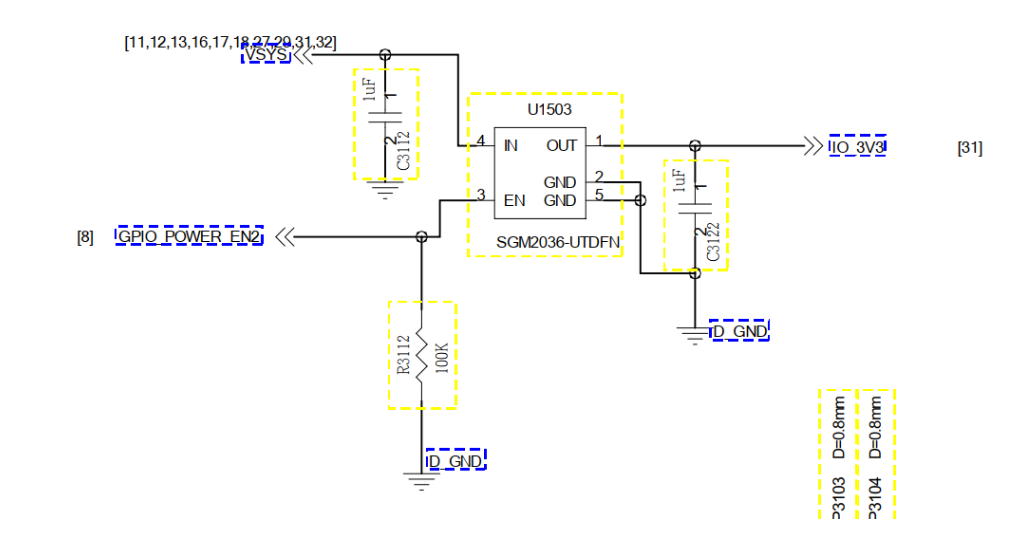 [11,12,13,16,17,18,27,29,31,32]
VSYS
1uF
1
2
C3112
U1503
4 IN OUT 1
GND 2
3 EN GND 5
SGM2036-UTDFN
IO_3V3 [31]
1uF
1
2
C3122
[8] GPIO_POWER_EN2
R3112
100K
D_GND
D_GND
P3103 D=0.8mm
P3104 D=0.8mm